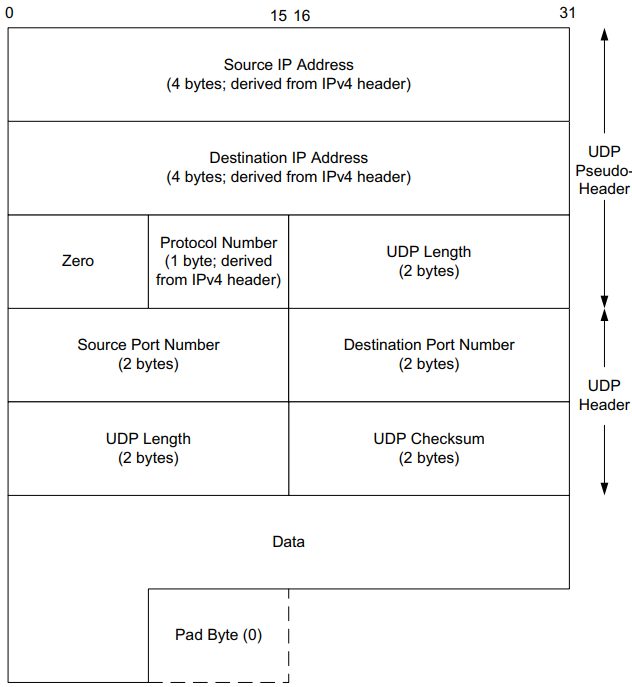 0 15 16 31
Source IP Address
(4 bytes; derived from IPv4 header)
Destination IP Address
(4 bytes; derived from IPv4 header)
UDP
Pseudo-
Header
Zero
Protocol Number
(1 byte; derived
from IPv4 header)
UDP Length
(2 bytes)
Source Port Number
(2 bytes)
Destination Port Number
(2 bytes)
UDP
Header
UDP Length
(2 bytes)
UDP Checksum
(2 bytes)
Data
Pad Byte (0)